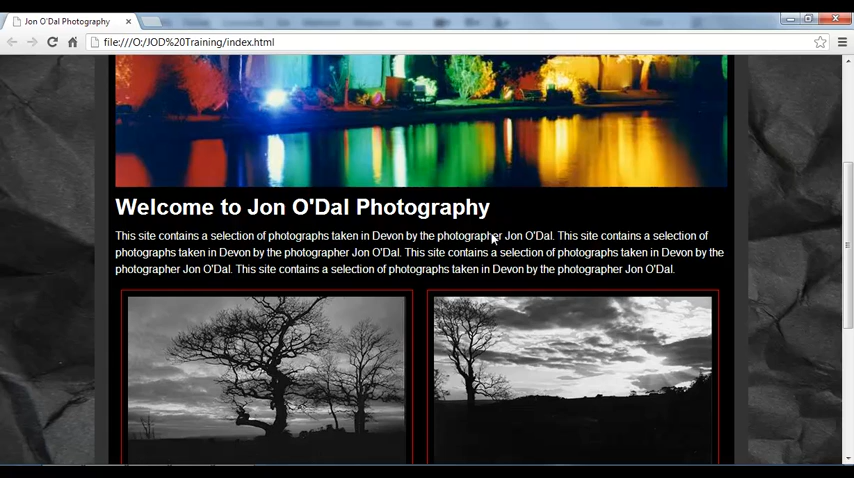 Jon O'Dal Photography
file:///O:/JOD%20Training/index.html
Welcome to Jon O'Dal Photography
This site contains a selection of photographs taken in Devon by the photographer Jon O'Dal. This site contains a selection of
photographs taken in Devon by the photographer Jon O'Dal. This site contains a selection of photographs taken in Devon by the
photographer Jon O'Dal. This site contains a selection of photographs taken in Devon by the photographer Jon O'Dal.